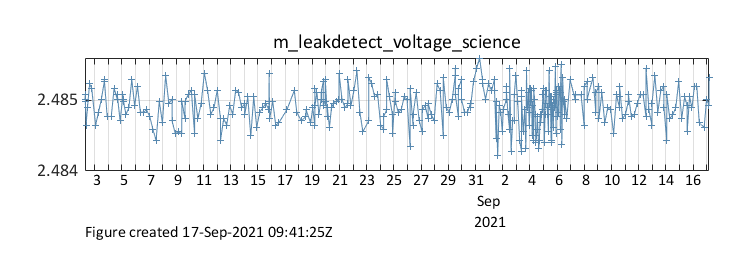 m_leakdetect_voltage_science
2.485
2.484
3 5 7 9 11 13 15 17 19 21 23 25 27 29 31 2 4 6 8 10 12 14 16
Sep
2021
Figure created 17-Sep-2021 09:41:25Z